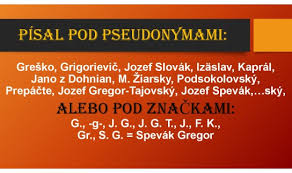 PÍSAL POD PSEUDONYMAMI:
Greško, Grigorievič, Jozef Slovák, Izäslav, Kaprál,
Jano z Dohnian, M. Žiarsky, Podsokolovský,
Prepáčte, Jozef Gregor-Tajovský, Jozef Spevák,...ský,
ALEBO POD ZNAČKAMI:
G., -g-, J. G., J. G. T., J., F. K.,
Gr., S. G. = Spevák Gregor